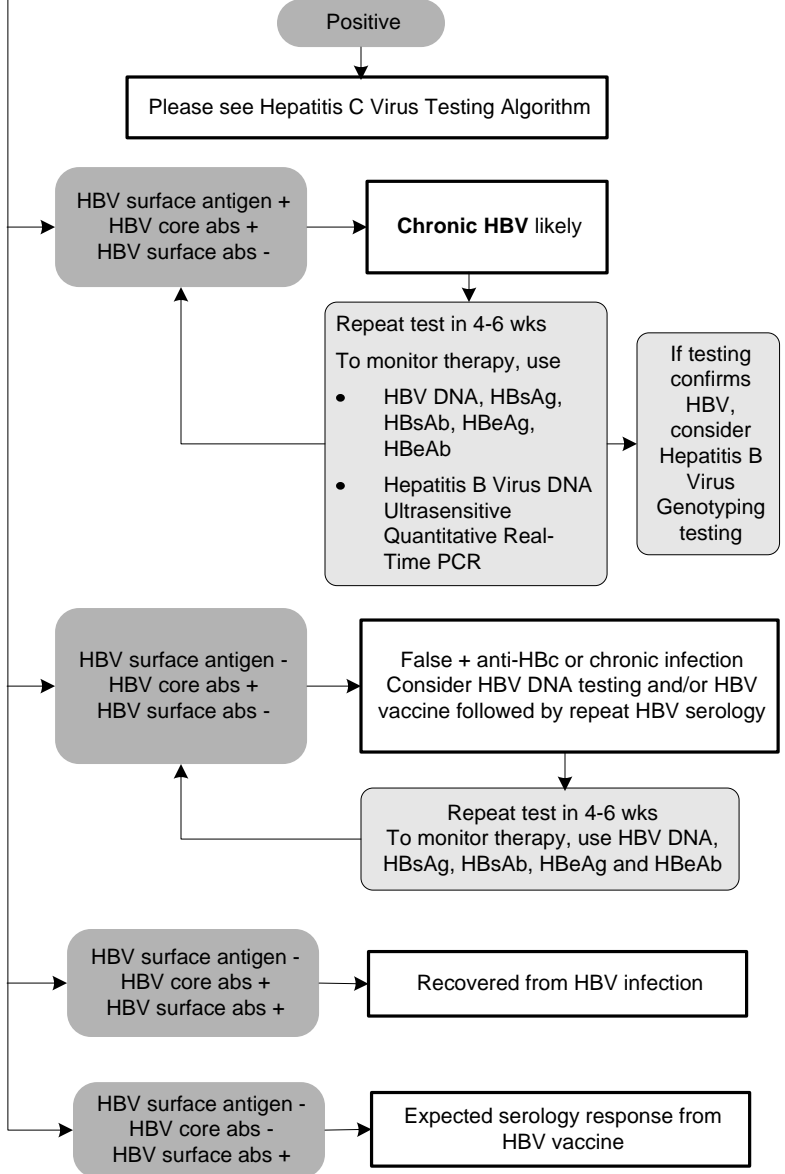 Positive
Please see Hepatitis C Virus Testing Algorithm
HBV surface antigen +
HBV core abs +
HBV surface abs -
Chronic HBV likely
Repeat test in 4-6 wks
To monitor therapy, use
• HBV DNA, HBsAg,
HBsAb, HBeAg,
HBeAb
• Hepatitis B Virus DNA
Ultrasensitive
Quantitative Real-
Time PCR
If testing
confirms
HBV,
consider
Hepatitis B
Virus
Genotyping
testing
HBV surface antigen -
HBV core abs +
HBV surface abs -
False + anti-HBc or chronic infection
Consider HBV DNA testing and/or HBV
vaccine followed by repeat HBV serology
Repeat test in 4-6 wks
To monitor therapy, use HBV DNA,
HBsAg, HBsAb, HBeAg and HBeAb
HBV surface antigen -
HBV core abs +
HBV surface abs +
Recovered from HBV infection
HBV surface antigen -
HBV core abs -
HBV surface abs +
Expected serology response from
HBV vaccine